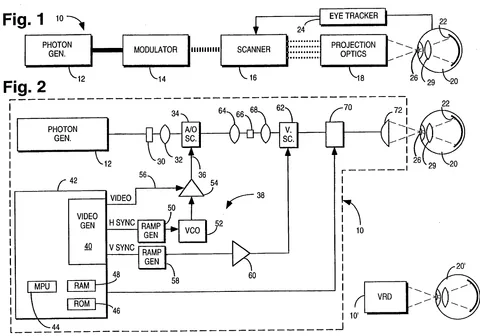 Fig. 1
10
PHOTON GEN.
12
MODULATOR
14
SCANNER
16
EYE TRACKER
24
PROJECTION OPTICS
18
22
26
29
20
Fig. 2
PHOTON GEN.
12
30
32
34
A/O SC.
36
64
66
68
62
V. SC.
70
72
22
26
29
20
42
VIDEO GEN
40
VIDEO
56
54
38
H SYNC
50
RAMP GEN
VCO
52
V SYNC
RAMP GEN
58
60
10
MPU
44
RAM
48
ROM
46
VRD
10'
20'